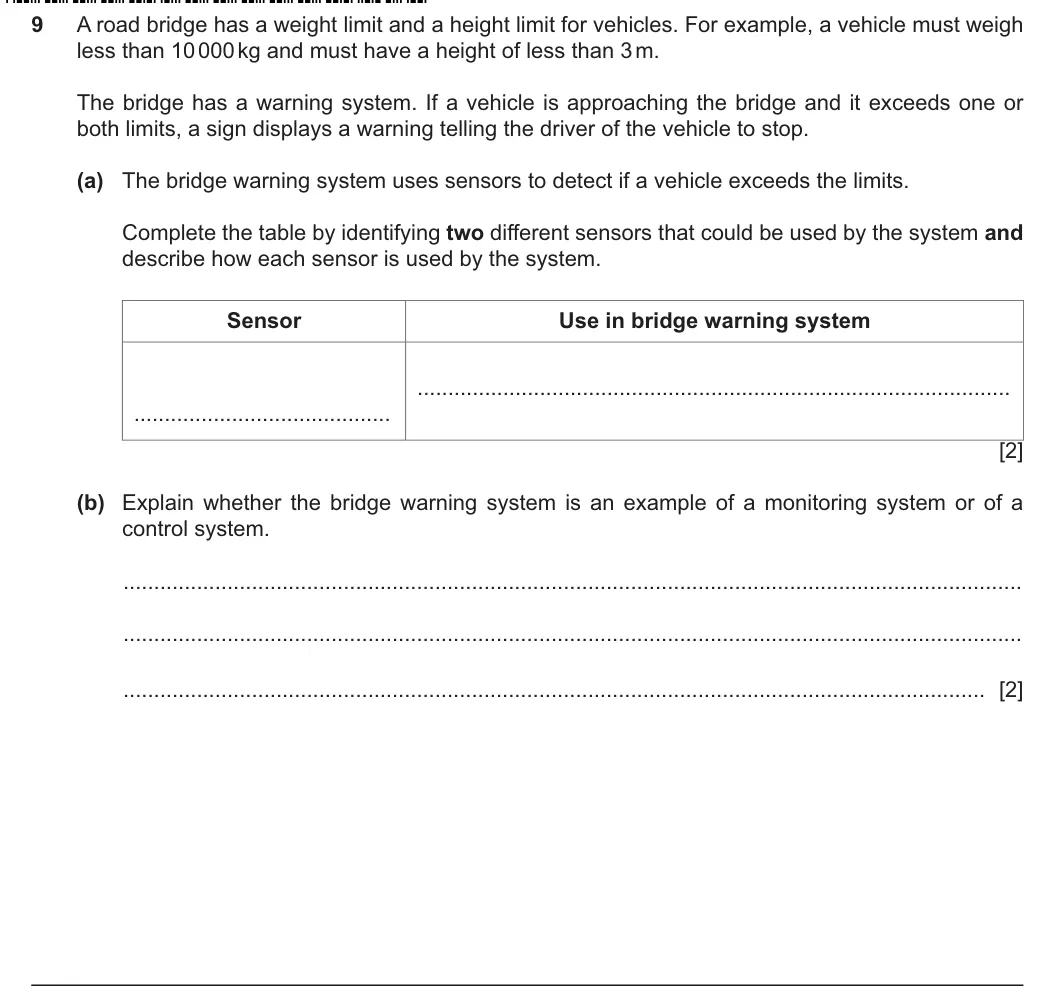 9 A road bridge has a weight limit and a height limit for vehicles. For example, a vehicle must weigh
less than 10 000 kg and must have a height of less than 3 m.
The bridge has a warning system. If a vehicle is approaching the bridge and it exceeds one or
both limits, a sign displays a warning telling the driver of the vehicle to stop.
(a) The bridge warning system uses sensors to detect if a vehicle exceeds the limits.
Complete the table by identifying two different sensors that could be used by the system and
describe how each sensor is used by the system.
Sensor Use in bridge warning system
[2]
(b) Explain whether the bridge warning system is an example of a monitoring system or of a
control system.
[2]